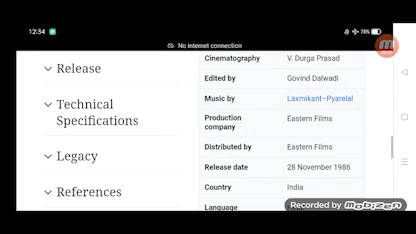 12:34
73%
No internet connection
Release
Technical
Specifications
Legacy
References
Cinematography V. Durga Prasad
Edited by Govind Dalwadi
Music by Laxmikant–Pyarelal
Production
company Eastern Films
Distributed by Eastern Films
Release date 28 November 1986
Country India
Language
Recorded by Mobizen